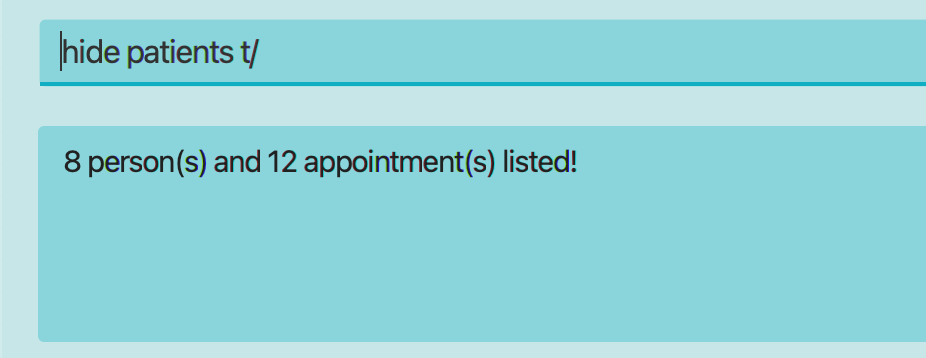 hide patients t/
8 person(s) and 12 appointment(s) listed!